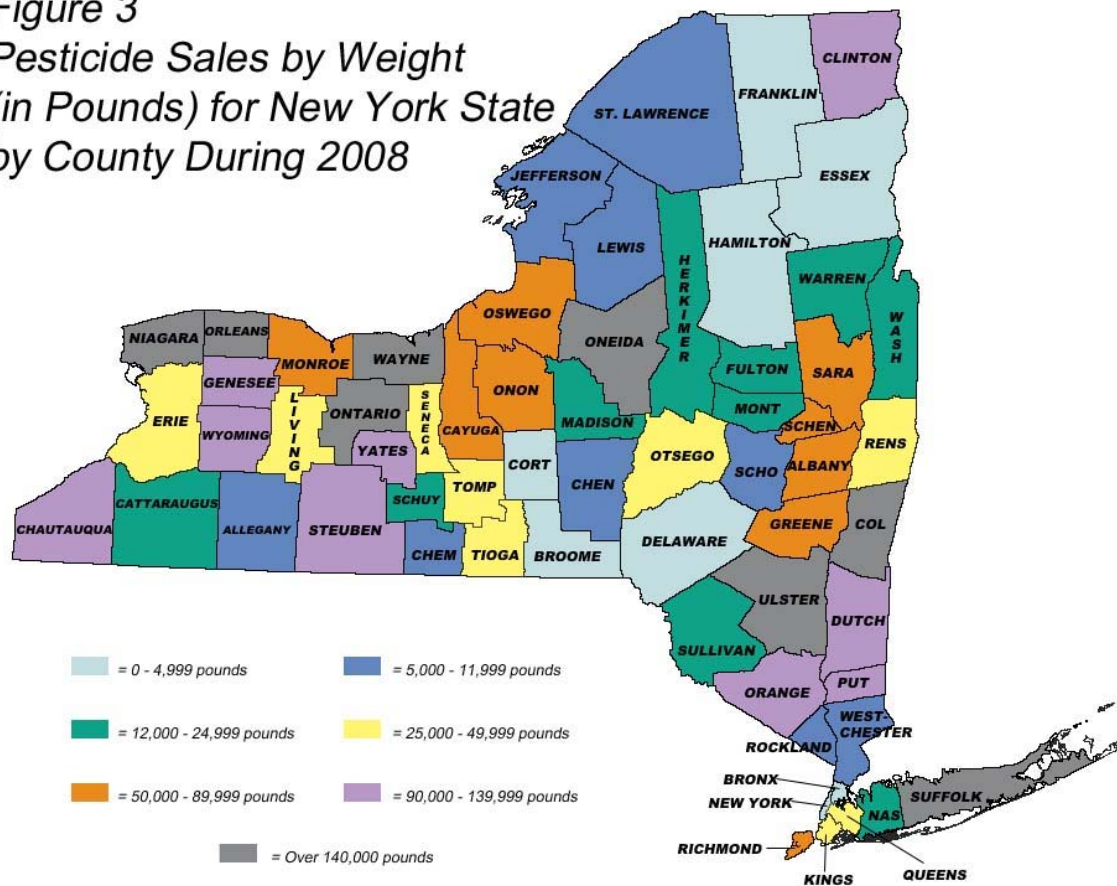 Figure 3
Pesticide Sales by Weight
(in Pounds) for New York State
by County During 2008
CLINTON
FRANKLIN
ST. LAWRENCE
ESSEX
JEFFERSON
LEWIS
HAMILTON
HERKIMER
WARREN
WASH
OSWEGO
ONEIDA
NIAGARA
ORLEANS
MONROE
WAYNE
FULTON
SARA
GENESEE
ONON
MONT
ERIE
WYOMING
LIVING
ONTARIO
SENECA
CAYUGA
MADISON
SCHEN
RENS
YATES
CORT
OTSEGO
SCHO
ALBANY
CATTARAUGUS
SCHUY
TOMP
CHEN
CHAUTAUQUA
ALLEGANY
STEUBEN
CHEM
TIOGA
BROOME
DELAWARE
GREENE
COL
ULSTER
DUTCH
SULLIVAN
ORANGE
PUT
WEST-
CHESTER
ROCKLAND
BRONX
NEW YORK
NAS
SUFFOLK
RICHMOND
KINGS
QUEENS
= 0 - 4,999 pounds
= 5,000 - 11,999 pounds
= 12,000 - 24,999 pounds
= 25,000 - 49,999 pounds
= 50,000 - 89,999 pounds
= 90,000 - 139,999 pounds
= Over 140,000 pounds